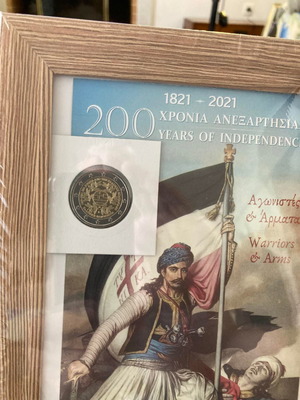 1821 - 2021
200 ΧΡΟΝΙΑ ΑΝΕΞΑΡΤΗΣΙΑ
YEARS OF INDEPENDENC
Αγωνιστές
& Άρματα
Warriors
& Arms